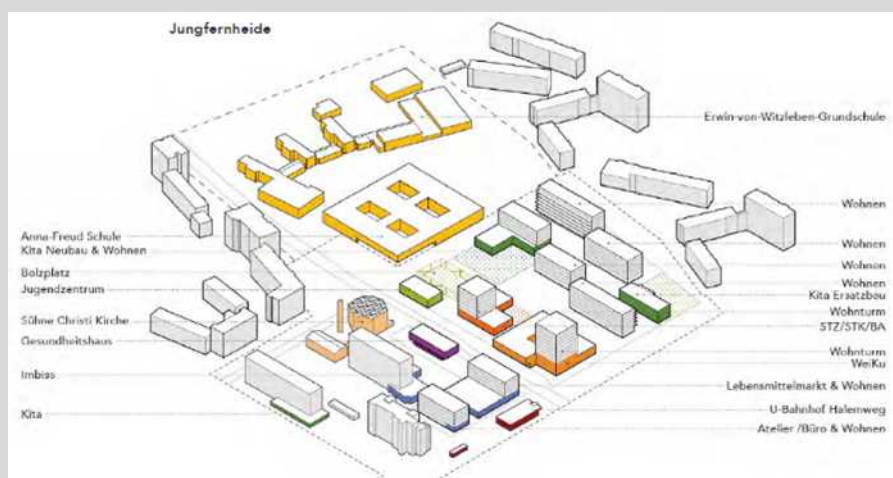 Jungfernheide
Erwin-von-Witzleben-Grundschule
Wohnen
Wohnen
Wohnen
Wohnen
Kita Ersatzbau
Wohnturm
STZ/STK/BA
Wohnturm
WeiKu
Lebensmittelmarkt & Wohnen
U-Bahnhof Halemweg
Atelier /Büro & Wohnen
Anna-Freud Schule
Kita Neubau & Wohnen
Bolzplatz
Jugendzentrum
Sühne Christi Kirche
Gesundheitshaus
Imbiss
Kita